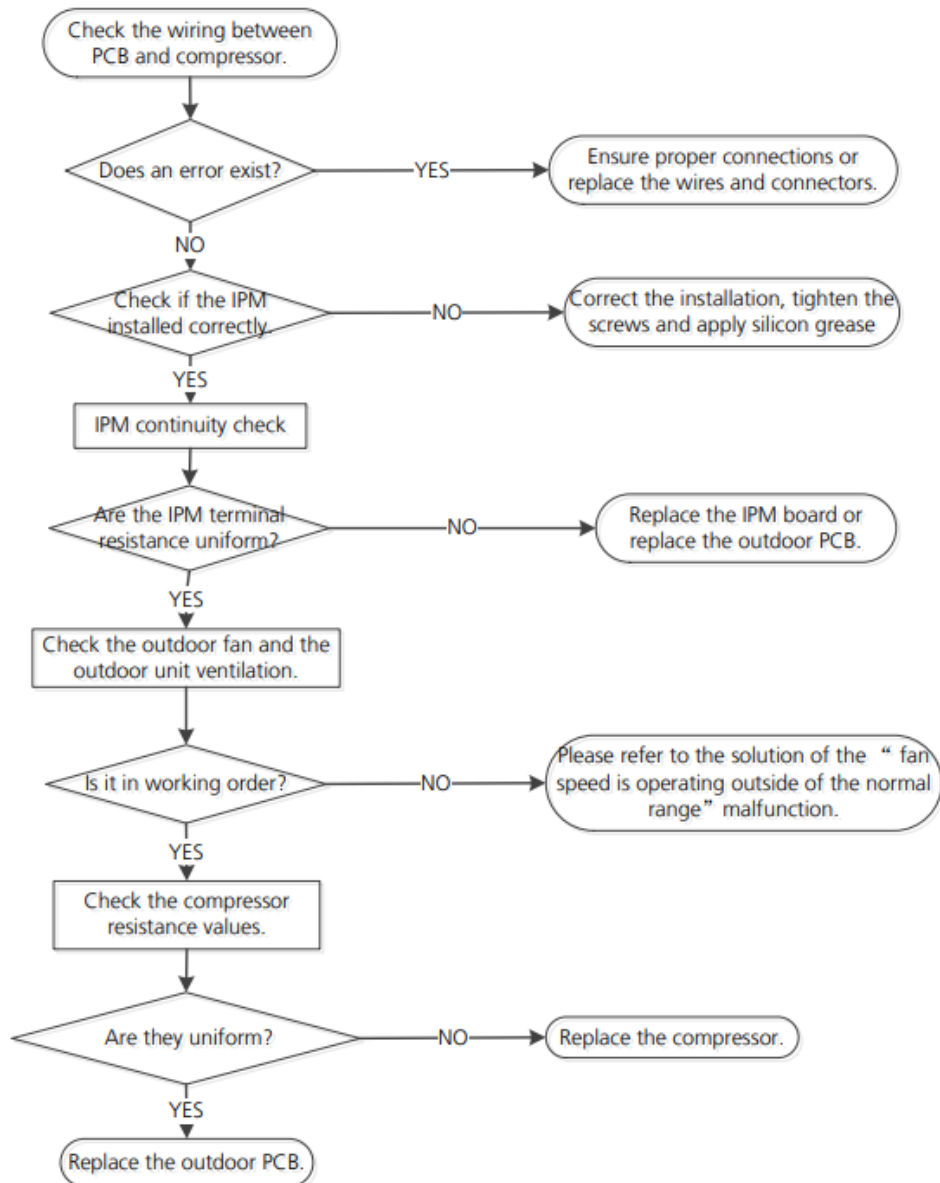 Check the wiring between
PCB and compressor.
Does an error exist?
YES
Ensure proper connections or
replace the wires and connectors.
NO
Check if the IPM
installed correctly.
NO
Correct the installation, tighten the
screws and apply silicon grease
YES
IPM continuity check
Are the IPM terminal
resistance uniform?
NO
Replace the IPM board or
replace the outdoor PCB.
YES
Check the outdoor fan and the
outdoor unit ventilation.
Is it in working order?
NO
Please refer to the solution of the “ fan
speed is operating outside of the normal
range” malfunction.
YES
Check the compressor
resistance values.
Are they uniform?
NO
Replace the compressor.
YES
Replace the outdoor PCB.